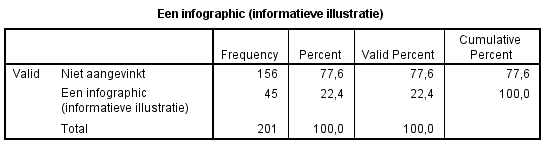 Een infographic (informatieve illustratie)
Frequency Percent Valid Percent Cumulative Percent
Valid Niet aangevinkt 156 77,6 77,6 77,6
Een infographic (informatieve illustratie) 45 22,4 22,4 100,0
Total 201 100,0 100,0